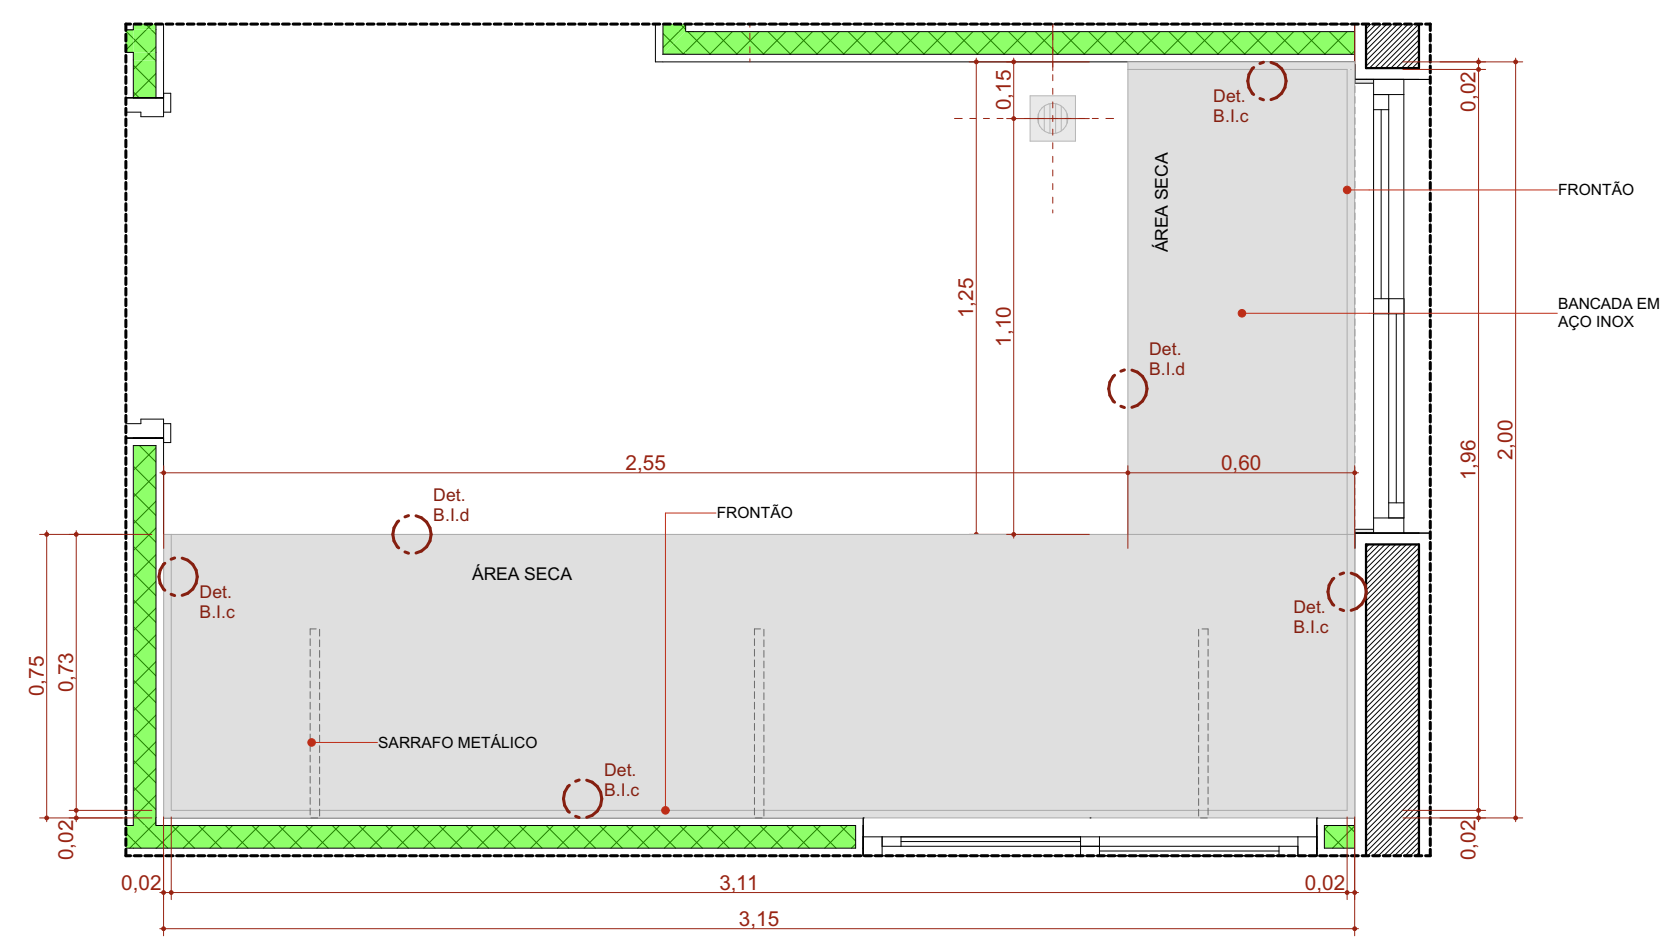 0,15
0,02
Det.
B.I.c
ÁREA SECA
FRONTÃO
1,25
1,10
BANCADA EM
AÇO INOX
Det.
B.I.d
2,55
0,60
1,96
2,00
Det.
B.I.d
FRONTÃO
ÁREA SECA
Det.
B.I.c
Det.
B.I.c
0,75
0,73
SARRAFO METÁLICO
Det.
B.I.c
0,02
0,02
0,02
3,11
0,02
3,15